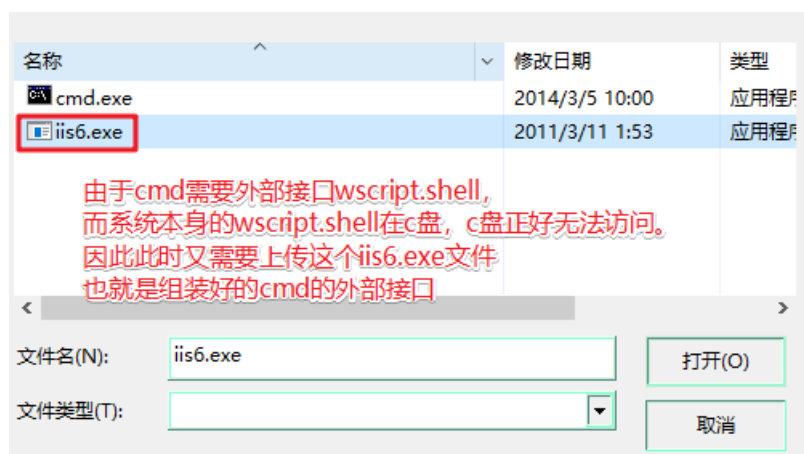 名称 修改日期 类型
cmd.exe 2014/3/5 10:00 应用程序
iis6.exe 2011/3/11 1:53 应用程序
由于cmd需要外部接口wscript.shell，
而系统本身的wscript.shell在c盘，c盘正好无法访问。
因此此时又需要上传这个iis6.exe文件
也就是组装好的cmd的外部接口
文件名(N): iis6.exe 打开(O)
文件类型(T):
取消